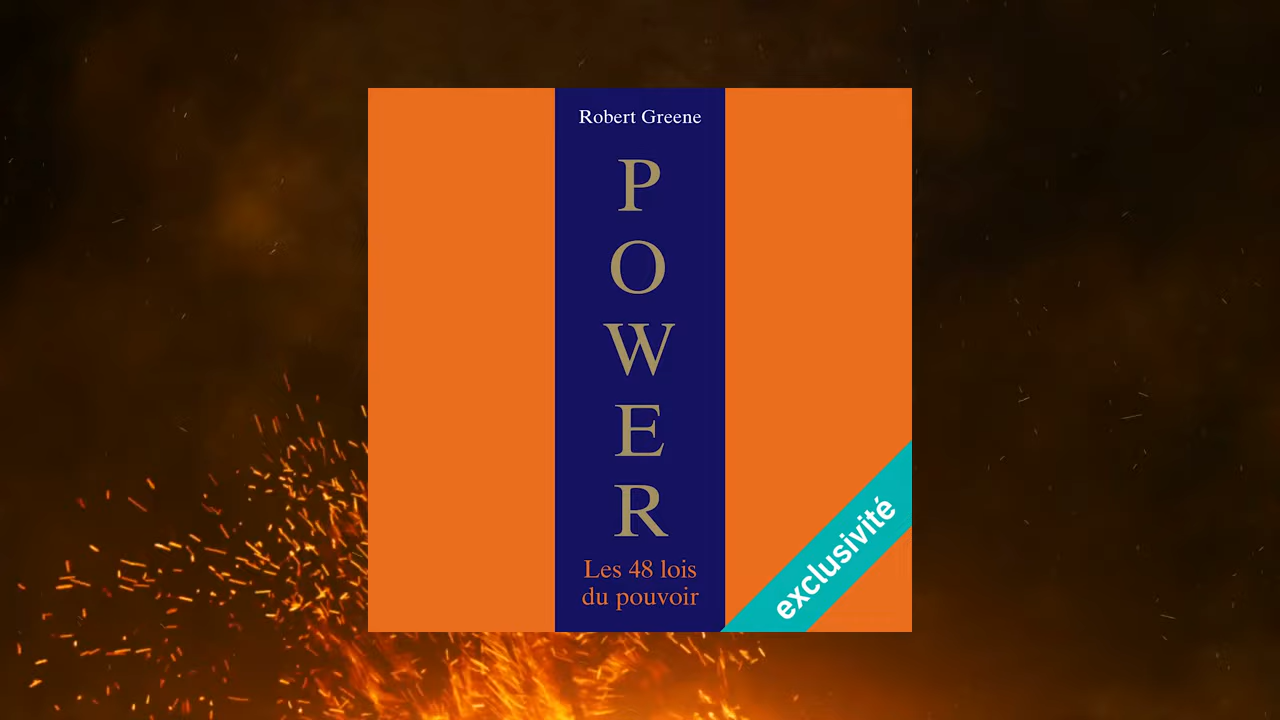 Robert Greene
P
O
W
E
R
Les 48 lois
du pouvoir
exclusivité